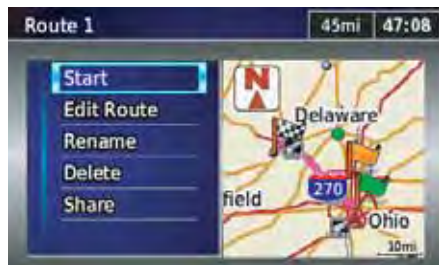 Route 1 45mi 47:08
Start
Edit Route
Rename
Delete
Share
N
Delaware
270
field
Ohio
10mi